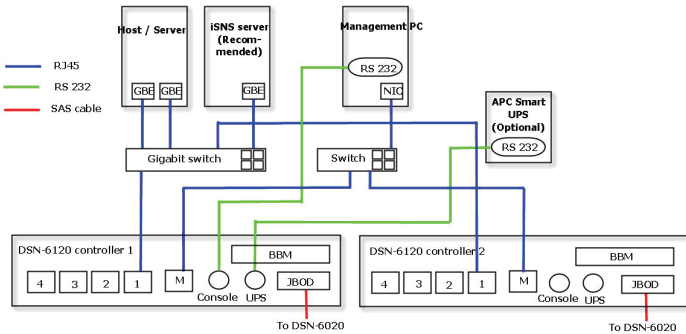 Host / Server
iSNS server
(Recom-
mended)
Management PC
RJ45
RS 232
SAS cable
GBE
GBE
GBE
RS 232
NIC
APC Smart
UPS
(Optional)
RS 232
Gigabit switch
Switch
DSN-6120 controller 1
BBM
4
3
2
1
M
Console
UPS
JBOD
To DSN-6020
DSN-6120 controller 2
BBM
4
3
2
1
M
Console
UPS
JBOD
To DSN-6020